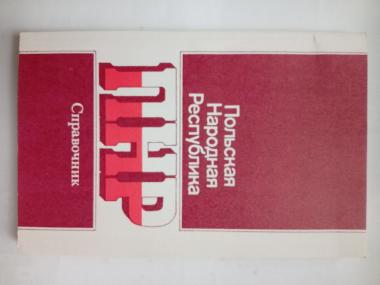 Польская
Народная
Республика
ПНР
Справочник